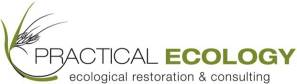 PRACTICAL ECOLOGY
ecological restoration & consulting